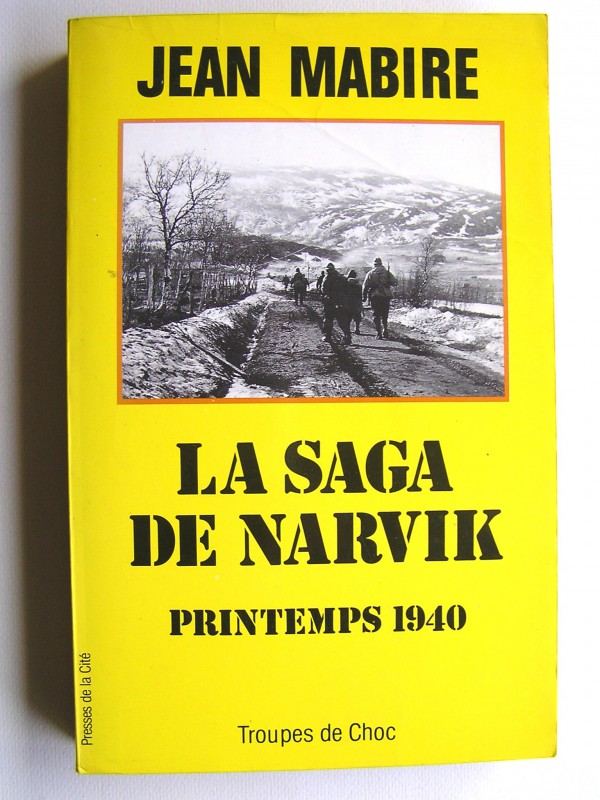 JEAN MABIRE
LA SAGA
DE NARVIK
PRINTEMPS 1940
Presses de la Cité
Troupes de Choc